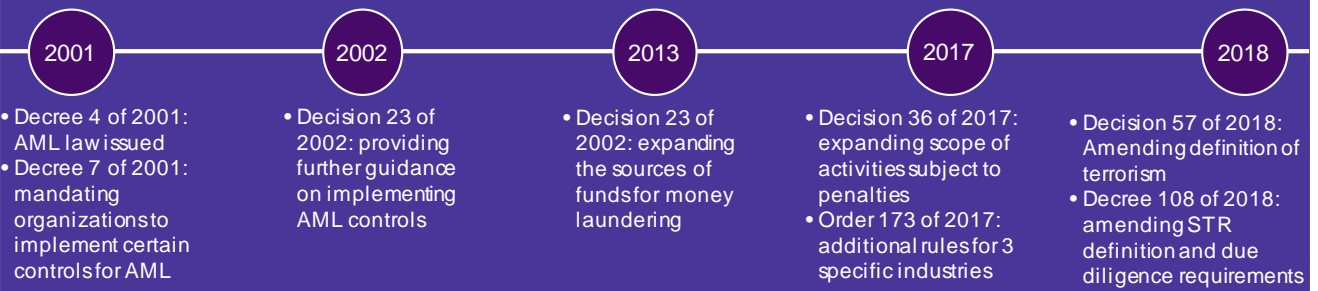 2001
• Decree 4 of 2001:
AML law issued
• Decree 7 of 2001:
mandating
organizations to
implement certain
controls for AML
2002
• Decision 23 of
2002: providing
further guidance
on implementing
AML controls
2013
• Decision 23 of
2002: expanding
the sources of
funds for money
laundering
2017
• Decision 36 of 2017:
expanding scope of
activities subject to
penalties
• Order 173 of 2017:
additional rules for 3
specific industries
2018
• Decision 57 of 2018:
Amending definition of
terrorism
• Decree 108 of 2018:
amending STR
definition and due
diligence requirements